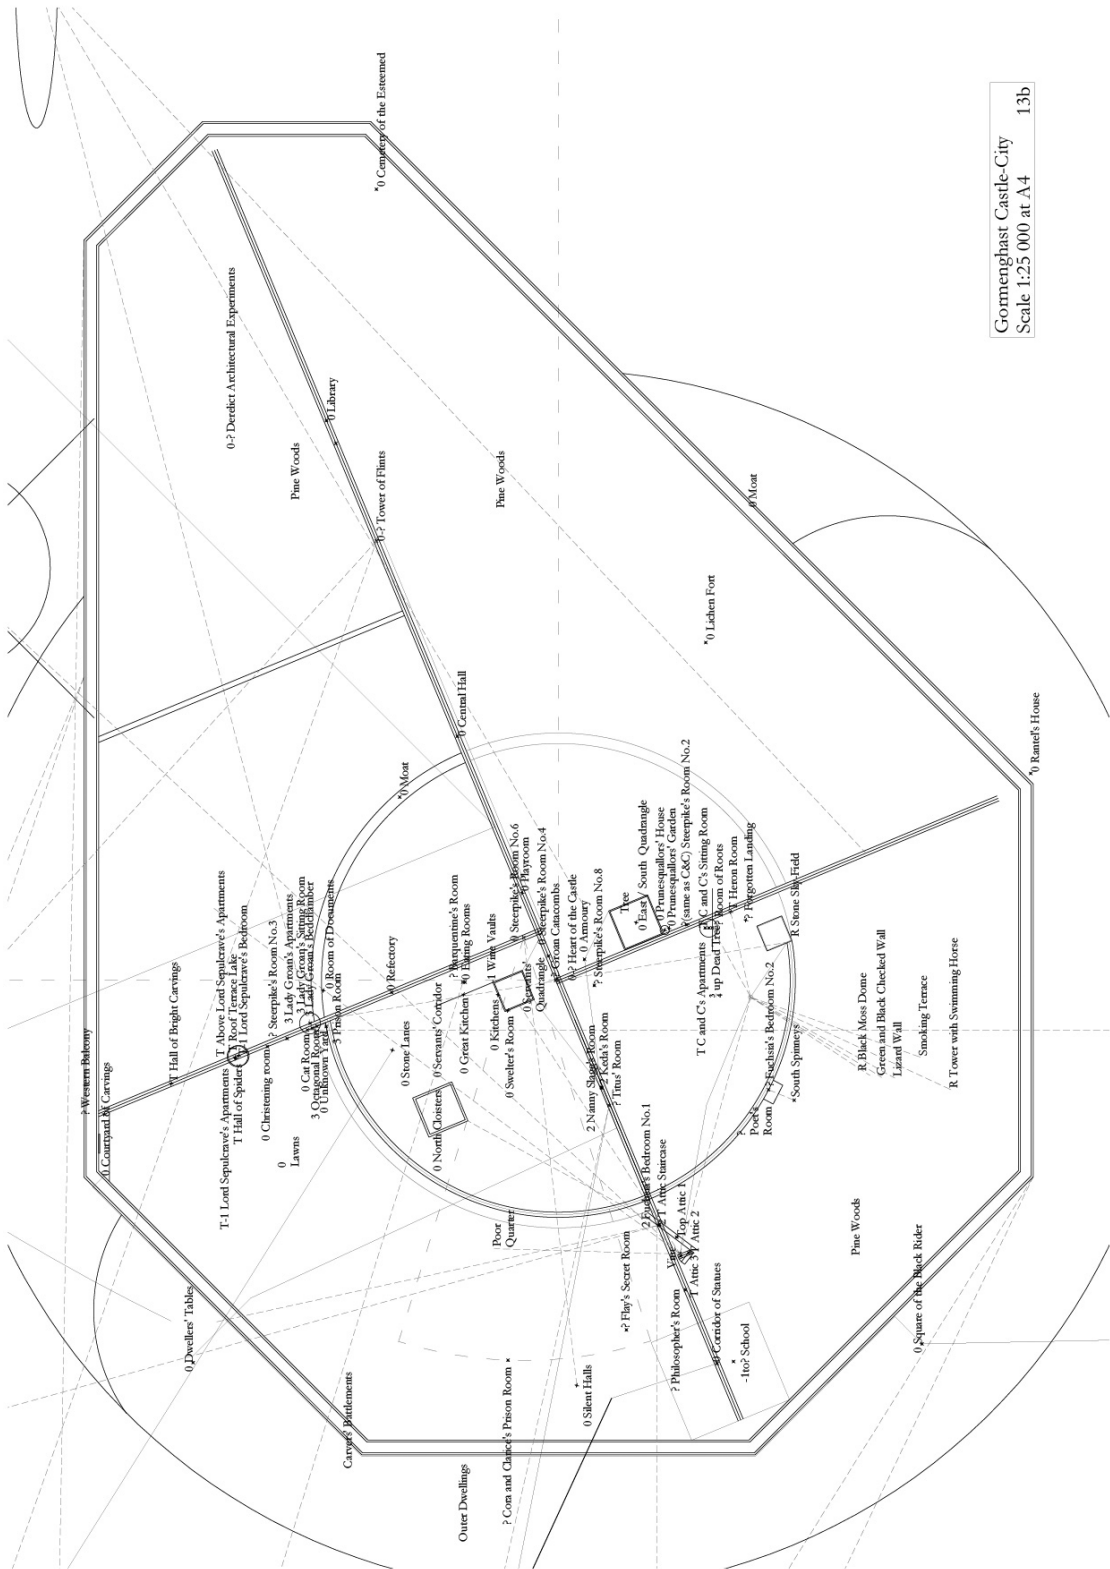 Gormenghast Castle-City
Scale 1:25 000 at A4 13b
? Western Balcony
0 Courtyard of Carvings
T Hall of Bright Carvings
0 Dwellers' Tables
T Above Lord Sepulcrave's Apartments
? Roof Terrace Lake
T-1 Lord Sepulcrave's Apartments
T Hall of Spiders
-1 Lord Sepulcrave's Bedroom
0-? Derelict Architectural Experiments
0 Christening room
? Steerpike's Room No.3
0
Lawns
3 Lady Groan's Apartments
3 Lady Groan's Sitting Room
3 Lady Groan's Bedchamber
0 Cat Room
3 Octagonal Room
0 Unknown Yard
0 Room of Documents
3 Prison Room
Pine Woods
0 Library
Carvers' Battlements
0-? Tower of Flints
0 Cemetery of the Esteemed
0 Refectory
0 Moat
0 Stone Lanes
0 North Cloisters
0 Servants' Corridor
? Barquentine's Room
0 Eating Rooms
0 Great Kitchen
0 Central Hall
Outer Dwellings
-1 Wine Vaults
0 Kitchens
0 Swelter's Room
Poor
Quarter
Pine Woods
? Cora and Clarice's Prison Room
0 Steerpike's Room No.6
0 Playroom
0 Steerpike's Room No.4
0 Servants'
Quadrangle
? Groan Catacombs
0-? Heart of the Castle
0 Armoury
? Steerpike's Room No.8
0 Silent Halls
2 Nanny Slagg's Room
2 Keda's Room
? Titus' Room
Tree
0 East / South Quadrangle
? Flay's Secret Room
2 Fuchsia's Bedroom No.1
2 T Attic Staircase
Vine
Top Attic 1
T Attic 2
T Attic 3
? Philosopher's Room
0 Prunesquallors' House
0 Prunesquallors' Garden
(same as C&C) Steerpike's Room No.2
T C and C's Sitting Room
T C and C's Apartments
4 up Dead Tree
Room of Roots
T Heron Room
? Forgotten Landing
0 Lichen Fort
0 Corridor of Statues
-1to? School
?
Poet's
Room
? Fuchsia's Bedroom No.2
0 Moat
R Stone Sky-Field
South Spinneys
Pine Woods
R Black Moss Dome
Green and Black Checked Wall
Lizard Wall
0 Square of the Black Rider
Smoking Terrace
R Tower with Swimming Horse
0 Rantel's House